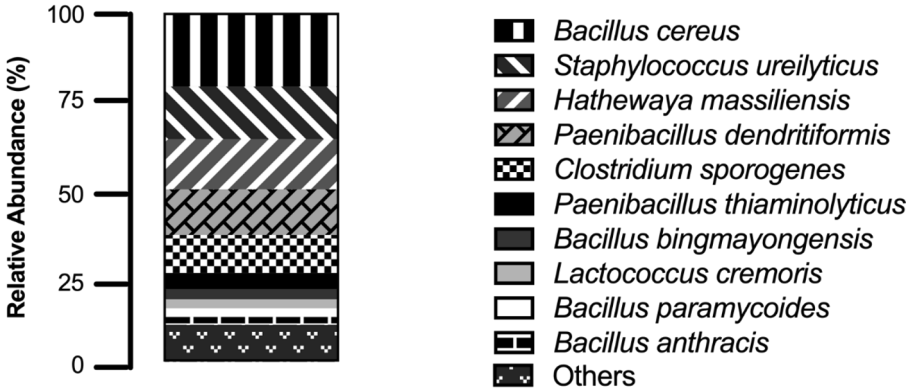 Relative Abundance (%)
100
75
50
25
0
Bacillus cereus
Staphylococcus ureilyticus
Hathewaya massiliensis
Paenibacillus dendritiformis
Clostridium sporogenes
Paenibacillus thiaminolyticus
Bacillus bingmayongensis
Lactococcus cremoris
Bacillus paramycoides
Bacillus anthracis
Others